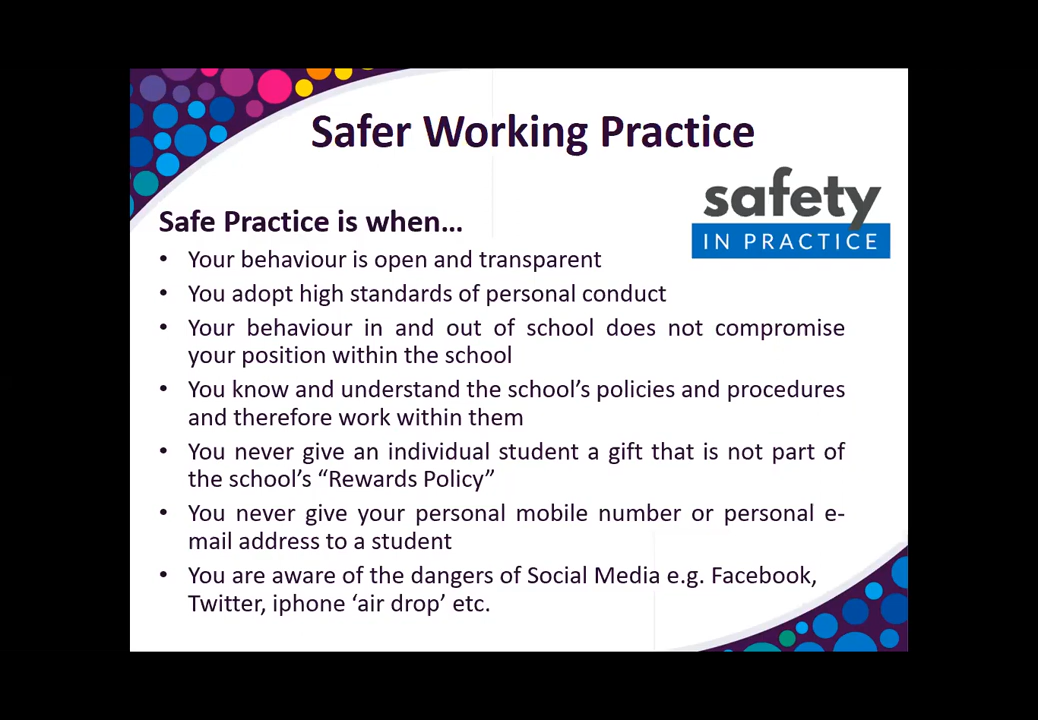 Safer Working Practice
safety
IN PRACTICE
Safe Practice is when...
• Your behaviour is open and transparent
• You adopt high standards of personal conduct
• Your behaviour in and out of school does not compromise
your position within the school
• You know and understand the school’s policies and procedures
and therefore work within them
• You never give an individual student a gift that is not part of
the school’s “Rewards Policy”
• You never give your personal mobile number or personal e-
mail address to a student
• You are aware of the dangers of Social Media e.g. Facebook,
Twitter, iphone ‘air drop’ etc.